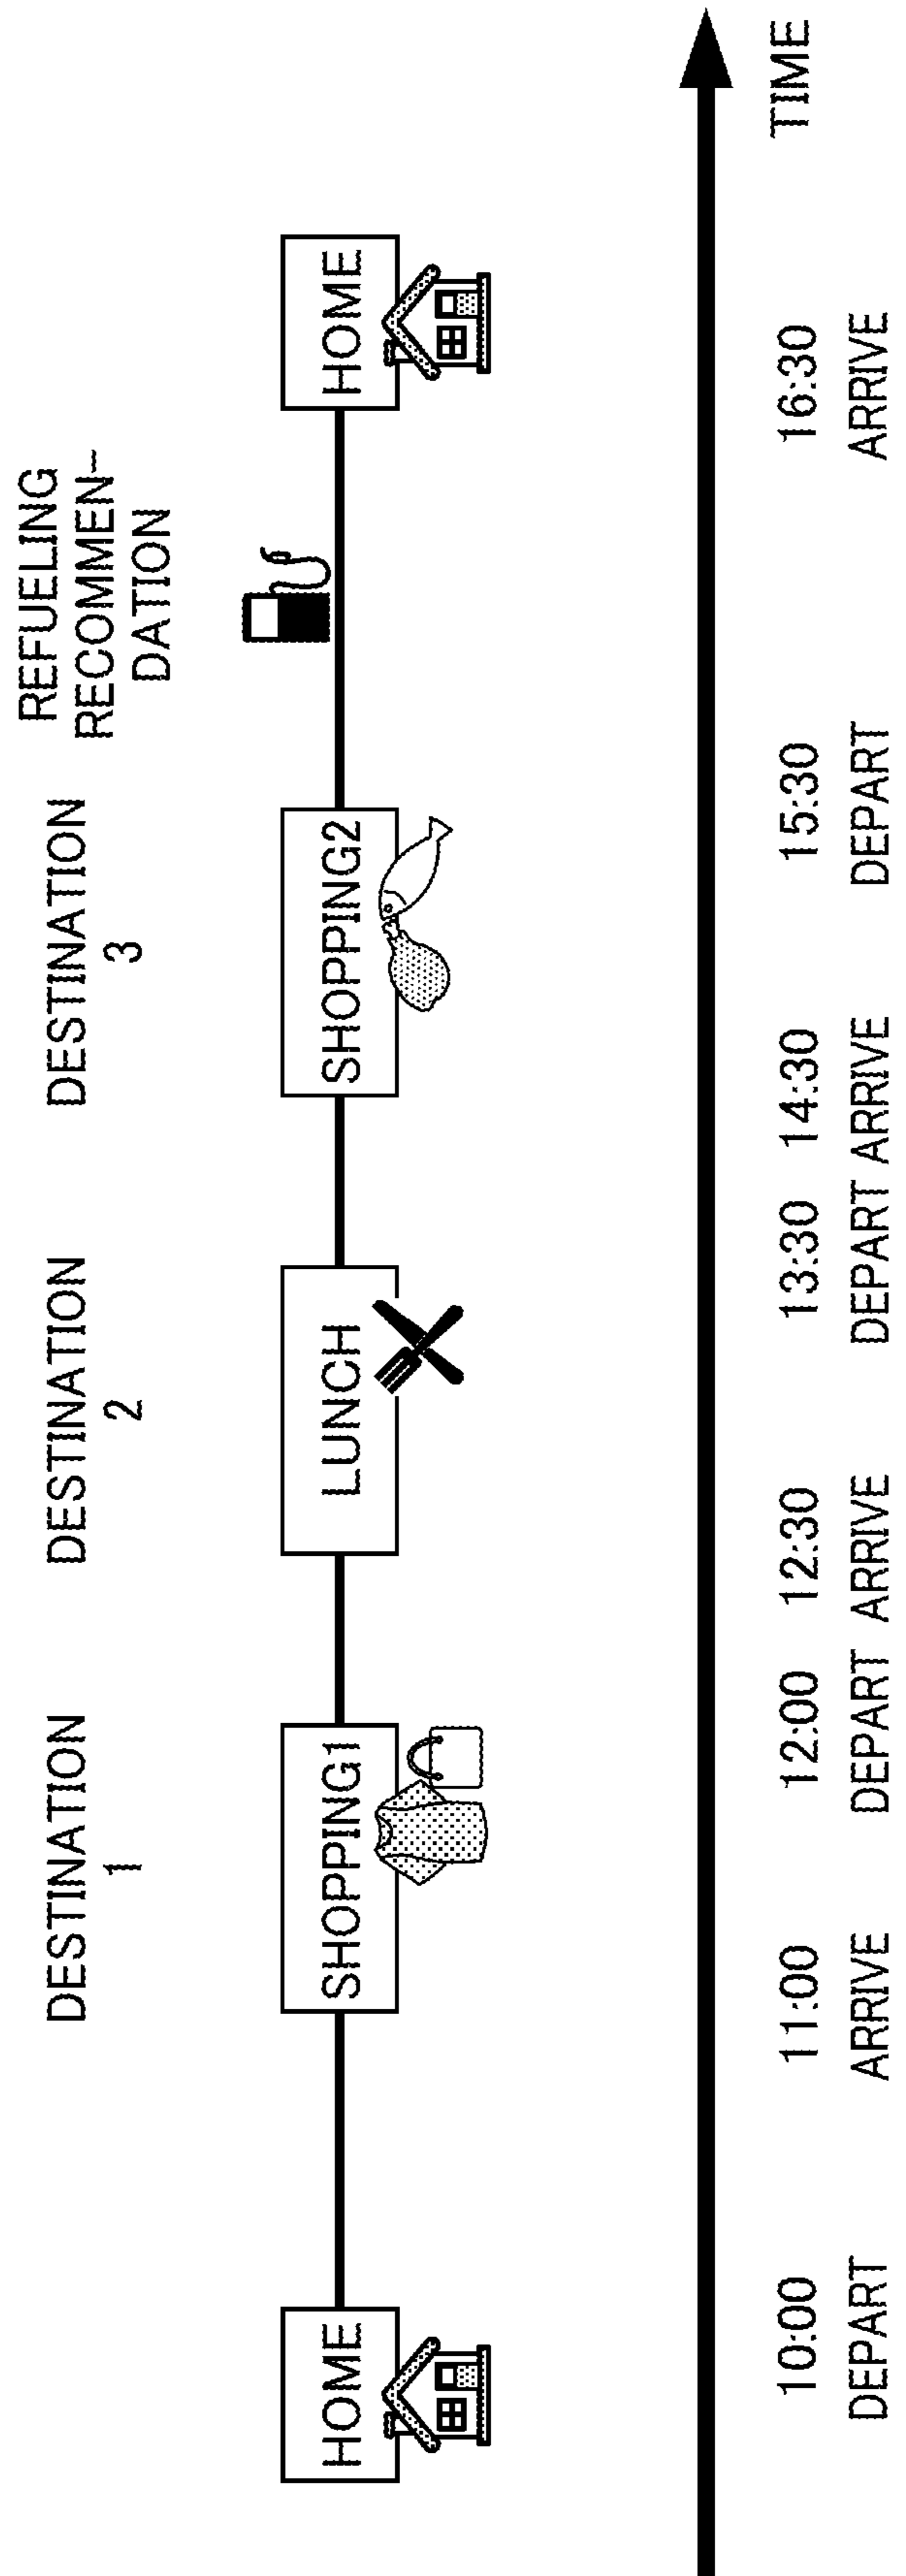 DESTINATION
1
DESTINATION
2
DESTINATION
3
REFUELING
RECOMMEN-
DATION
HOME
SHOPPING1
LUNCH
SHOPPING2
HOME
10:00
DEPART
11:00
ARRIVE
12:00
DEPART
12:30
ARRIVE
13:30
DEPART
14:30
ARRIVE
15:30
DEPART
16:30
ARRIVE
TIME